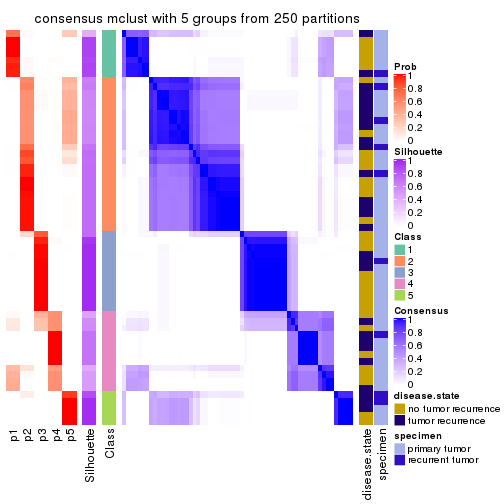 consensus mclust with 5 groups from 250 partitions
Prob
1
0.8
0.6
0.4
0.2
0
Silhouette
1
0.8
0.6
0.4
0.2
0
Class
1
2
3
4
5
Consensus
1
0.8
0.6
0.4
0.2
0
disease.state
no tumor recurrence
tumor recurrence
specimen
primary tumor
recurrent tumor
p1
p2
p3
p4
p5
Silhouette
Class
disease.state
specimen